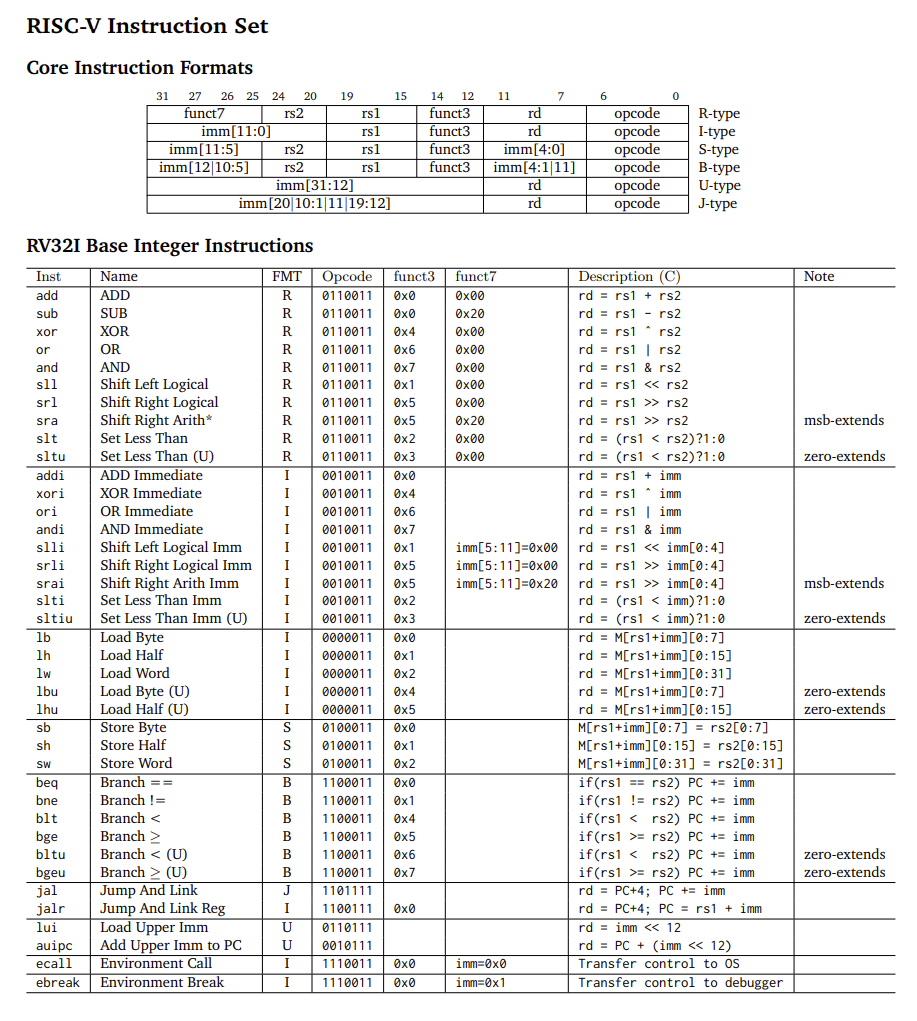 RISC-V Instruction Set
Core Instruction Formats
31 27 26 25 24 20 19 15 14 12 11 7 6 0
funct7 rs2 rs1 funct3 rd opcode R-type
imm[11:0] rs1 funct3 rd opcode I-type
imm[11:5] rs2 rs1 funct3 imm[4:0] opcode S-type
imm[12|10:5] rs2 rs1 funct3 imm[4:1|11] opcode B-type
imm[31:12] rd opcode U-type
imm[20|10:1|11|19:12] rd opcode J-type
RV32I Base Integer Instructions
Inst Name FMT Opcode funct3 funct7 Description (C) Note
add ADD R 0110011 0x0 0x00 rd = rs1 + rs2
sub SUB R 0110011 0x0 0x20 rd = rs1 - rs2
xor XOR R 0110011 0x4 0x00 rd = rs1 ^ rs2
or OR R 0110011 0x6 0x00 rd = rs1 | rs2
and AND R 0110011 0x7 0x00 rd = rs1 & rs2
sll Shift Left Logical R 0110011 0x1 0x00 rd = rs1 << rs2
srl Shift Right Logical R 0110011 0x5 0x00 rd = rs1 >> rs2
sra Shift Right Arith* R 0110011 0x5 0x20 rd = rs1 >> rs2 msb-extends
slt Set Less Than R 0110011 0x2 0x00 rd = (rs1 < rs2)?1:0
sltu Set Less Than (U) R 0110011 0x3 0x00 rd = (rs1 < rs2)?1:0 zero-extends
addi ADD Immediate I 0010011 0x0 rd = rs1 + imm
xori XOR Immediate I 0010011 0x4 rd = rs1 ^ imm
ori OR Immediate I 0010011 0x6 rd = rs1 | imm
andi AND Immediate I 0010011 0x7 rd = rs1 & imm
slli Shift Left Logical Imm I 0010011 0x1 imm[5:11]=0x00 rd = rs1 << imm[0:4]
srli Shift Right Logical Imm I 0010011 0x5 imm[5:11]=0x00 rd = rs1 >> imm[0:4]
srai Shift Right Arith Imm I 0010011 0x5 imm[5:11]=0x20 rd = rs1 >> imm[0:4] msb-extends
slti Set Less Than Imm I 0010011 0x2 rd = (rs1 < imm)?1:0
sltiu Set Less Than Imm (U) I 0010011 0x3 rd = (rs1 < imm)?1:0 zero-extends
lb Load Byte I 0000011 0x0 rd = M[rs1+imm][0:7]
lh Load Half I 0000011 0x1 rd = M[rs1+imm][0:15]
lw Load Word I 0000011 0x2 rd = M[rs1+imm][0:31]
lbu Load Byte (U) I 0000011 0x4 rd = M[rs1+imm][0:7] zero-extends
lhu Load Half (U) I 0000011 0x5 rd = M[rs1+imm][0:15] zero-extends
sb Store Byte S 0100011 0x0 M[rs1+imm][0:7] = rs2[0:7]
sh Store Half S 0100011 0x1 M[rs1+imm][0:15] = rs2[0:15]
sw Store Word S 0100011 0x2 M[rs1+imm][0:31] = rs2[0:31]
beq Branch == B 1100011 0x0 if(rs1 == rs2) PC += imm
bne Branch != B 1100011 0x1 if(rs1 != rs2) PC += imm
blt Branch < B 1100011 0x4 if(rs1 < rs2) PC += imm
bge Branch ≥ B 1100011 0x5 if(rs1 >= rs2) PC += imm
bltu Branch < (U) B 1100011 0x6 if(rs1 < rs2) PC += imm zero-extends
bgeu Branch ≥ (U) B 1100011 0x7 if(rs1 >= rs2) PC += imm zero-extends
jal Jump And Link J 1101111 rd = PC+4; PC += imm
jalr Jump And Link Reg I 1100111 0x0 rd = PC+4; PC = rs1 + imm
lui Load Upper Imm U 0110111 rd = imm << 12
auipc Add Upper Imm to PC U 0010111 rd = PC + (imm << 12)
ecall Environment Call I 1110011 0x0 imm=0x0 Transfer control to OS
ebreak Environment Break I 1110011 0x0 imm=0x1 Transfer control to debugger